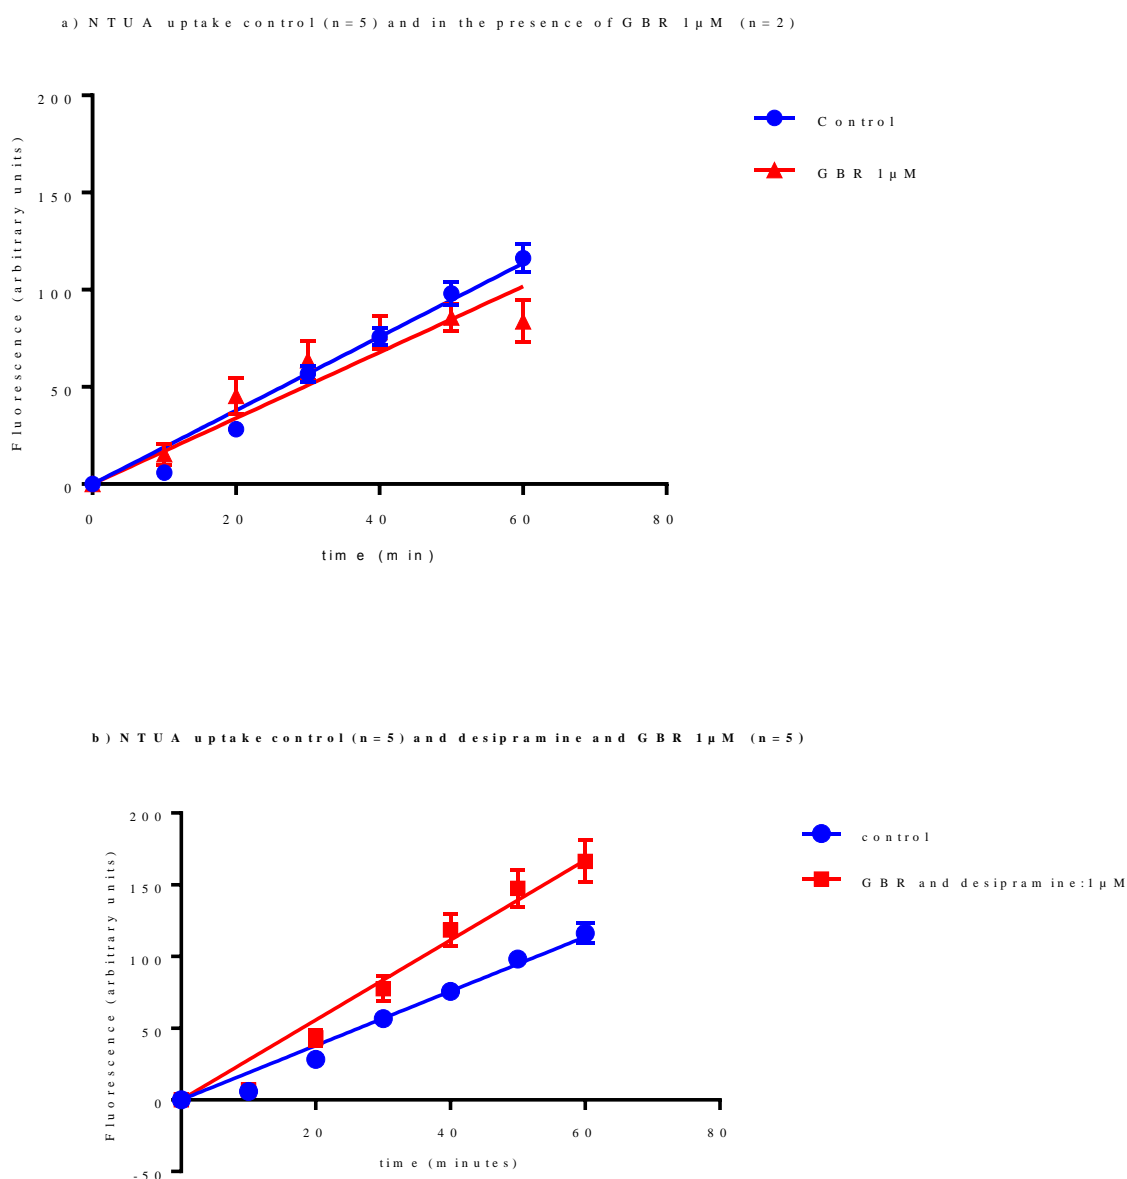 a) NTUA uptake control (n=5) and in the presence of GBR 1µM (n=2)
200
150
100
50
0
Fluorescence (arbitrary units)
0 20 40 60 80
time (min)
Control
GBR 1µM
b) NTUA uptake control (n=5) and desipramine and GBR 1µM (n=5)
200
150
100
50
0
-50
Fluorescence (arbitrary units)
20 40 60 80
time (minutes)
control
GBR and desipramine:1µM